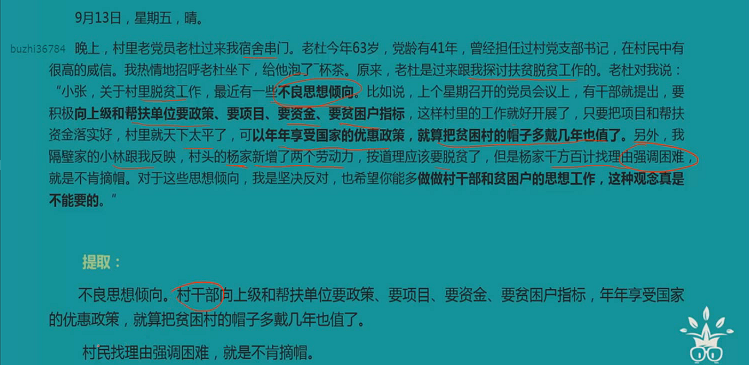 9月13日，星期五，晴。
buzhi36784
晚上，村里老党员老杜过来我宿舍串门。老杜今年63岁，党龄有41年，曾经担任过村党支部书记，在村民中有
很高的威信。我热情地招呼老杜坐下，给他泡了一杯茶。原来，老杜是过来跟我探讨扶贫脱贫工作的。老杜对我说：
“小张，关于村里脱贫工作，最近有一些不良思想倾向。比如说，上个星期召开的党员会议上，有干部就提出，要
积极向上级和帮扶单位要政策、要项目、要资金、要贫困户指标，这样村里的工作就好开展了，只要把项目和帮扶
资金落实好，村里就天下太平了，可以年年享受国家的优惠政策，就算把贫困村的帽子多戴几年也值了。另外，我
隔壁家的小林跟我反映，村头的杨家新增了两个劳动力，按道理应该要脱贫了，但是杨家千方百计找理由强调困难，
就是不肯摘帽。对于这些思想倾向，我是坚决反对，也希望你能多做做村干部和贫困户的思想工作，这种观念真是
不能要的。”
提取：
不良思想倾向。村干部向上级和帮扶单位要政策、要项目、要资金、要贫困户指标，年年享受国家
的优惠政策，就算把贫困村的帽子多戴几年也值了。
村民找理由强调困难，就是不肯摘帽。